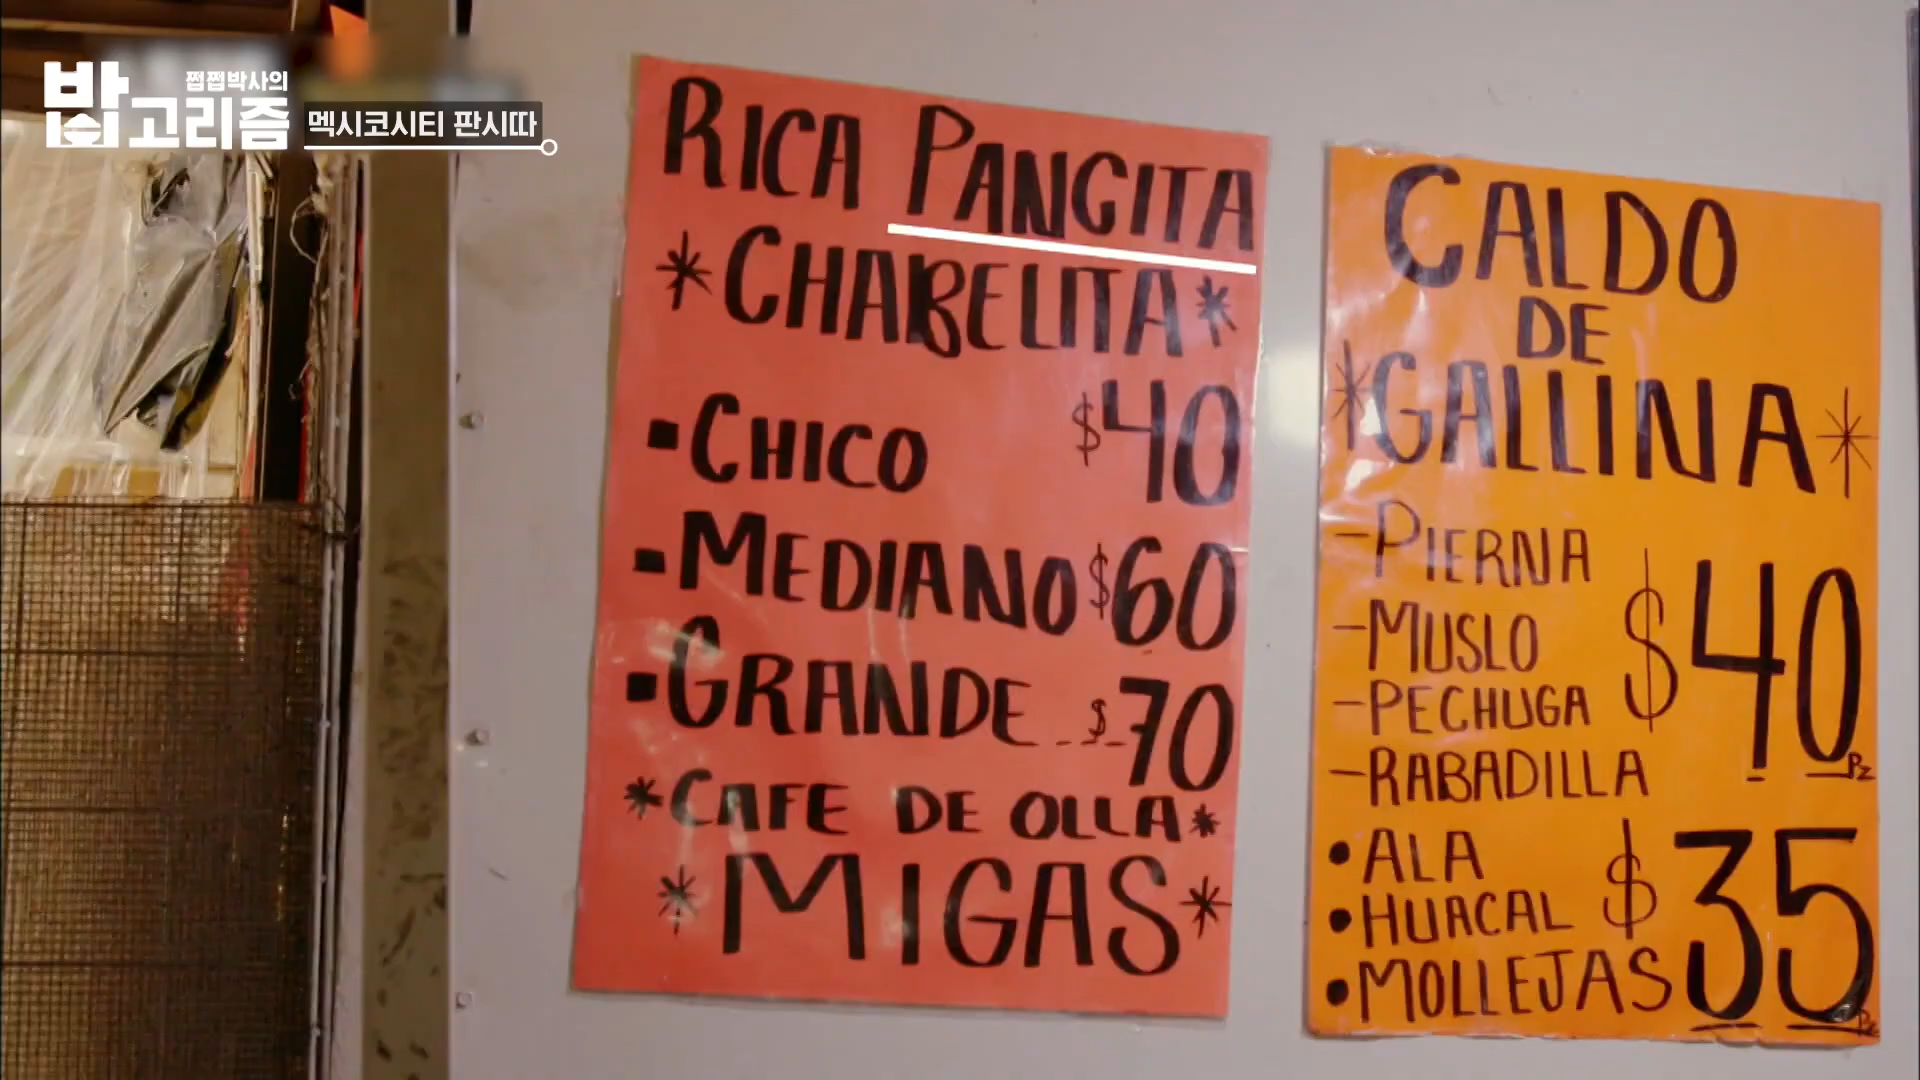 쩝쩝박사의
밥고리즘
멕시코시티 판시따
RICA PANCITA
*CHABELITA*
▪CHICO $40
▪MEDIANO $60
▪GRANDE $70
*CAFE DE OLLA*
*MIGAS*
CALDO
DE
*GALLINA*
-PIERNA
-MUSLO
-PECHUGA
-RABADILLA
$40 Pz
•ALA
•HUACAL
•MOLLEJAS
$35 Pz